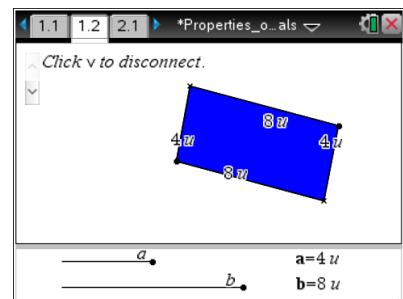 1.1 1.2 2.1 *Properties_o…als
Click v to disconnect.
8 u
4 u 4 u
8 u
a a=4 u
b b=8 u